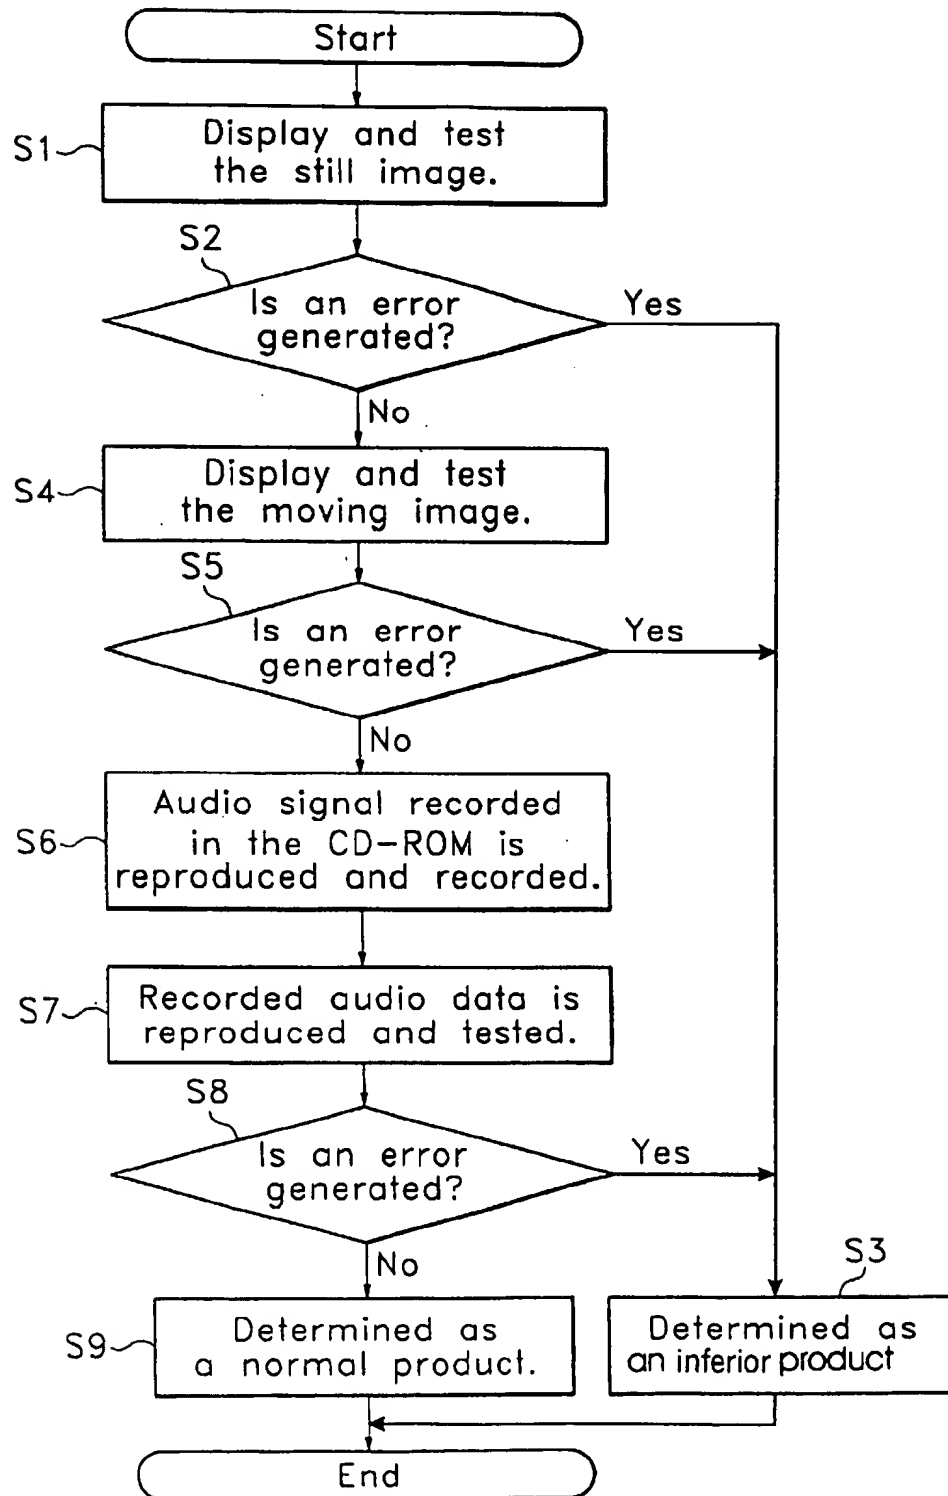 Start
S1
Display and test
the still image.
S2
Is an error
generated?
Yes
No
S4
Display and test
the moving image.
S5
Is an error
generated?
Yes
No
S6
Audio signal recorded
in the CD-ROM is
reproduced and recorded.
S7
Recorded audio data is
reproduced and tested.
S8
Is an error
generated?
Yes
No
S3
S9
Determined as
a normal product.
Determined as
an inferior product
End